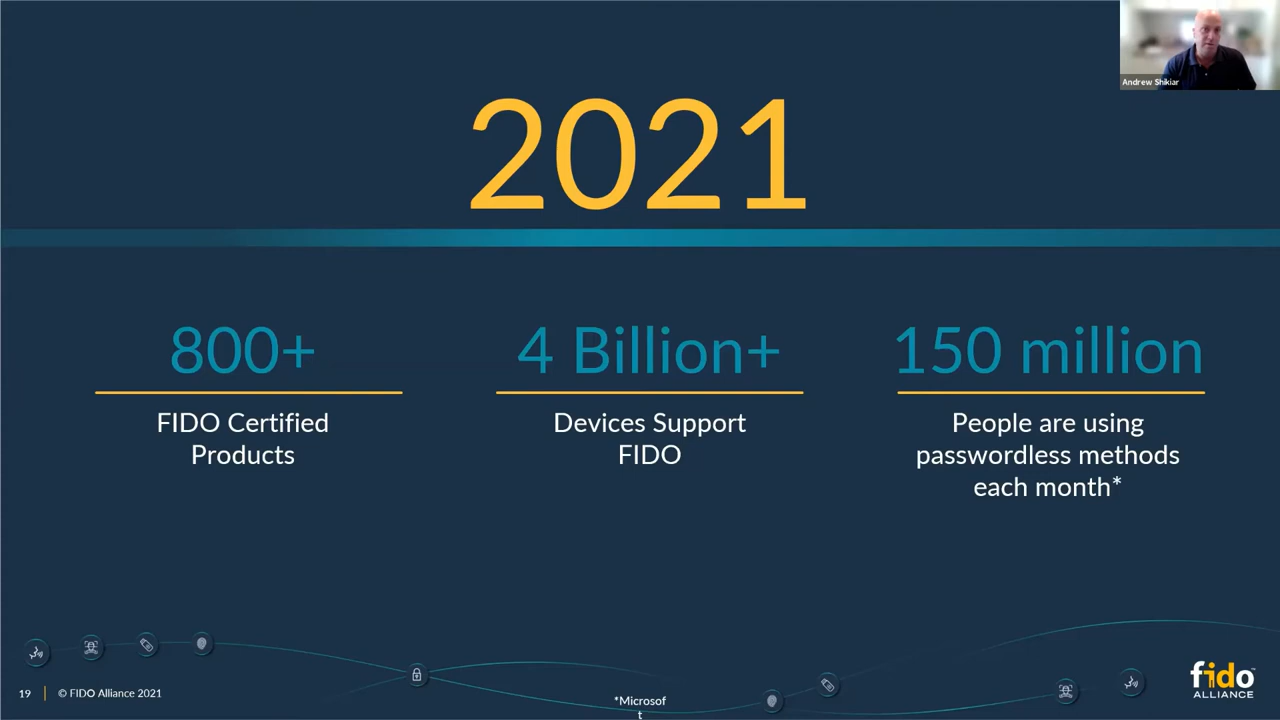 Andrew Shikiar
2021
800+
FIDO Certified
Products
4 Billion+
Devices Support
FIDO
150 million
People are using
passwordless methods
each month*
19
© FIDO Alliance 2021
*Microsof
t
fido
ALLIANCE